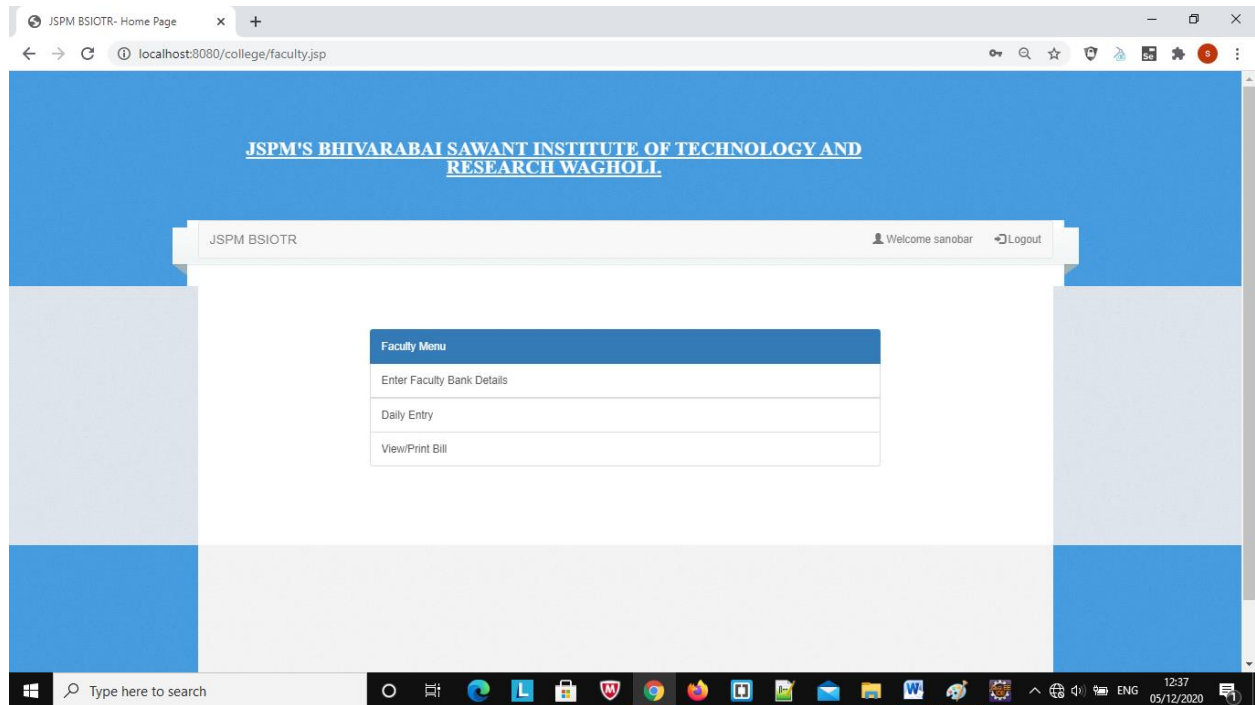 JSPM BSIOTR- Home Page
localhost:8080/college/faculty.jsp
Se
S
JSPM'S BHIVARABAI SAWANT INSTITUTE OF TECHNOLOGY AND
RESEARCH WAGHOLI.
JSPM BSIOTR
Welcome sanobar
Logout
Faculty Menu
Enter Faculty Bank Details
Daily Entry
View/Print Bill
Type here to search
L
W
ENG
12:37
05/12/2020
1